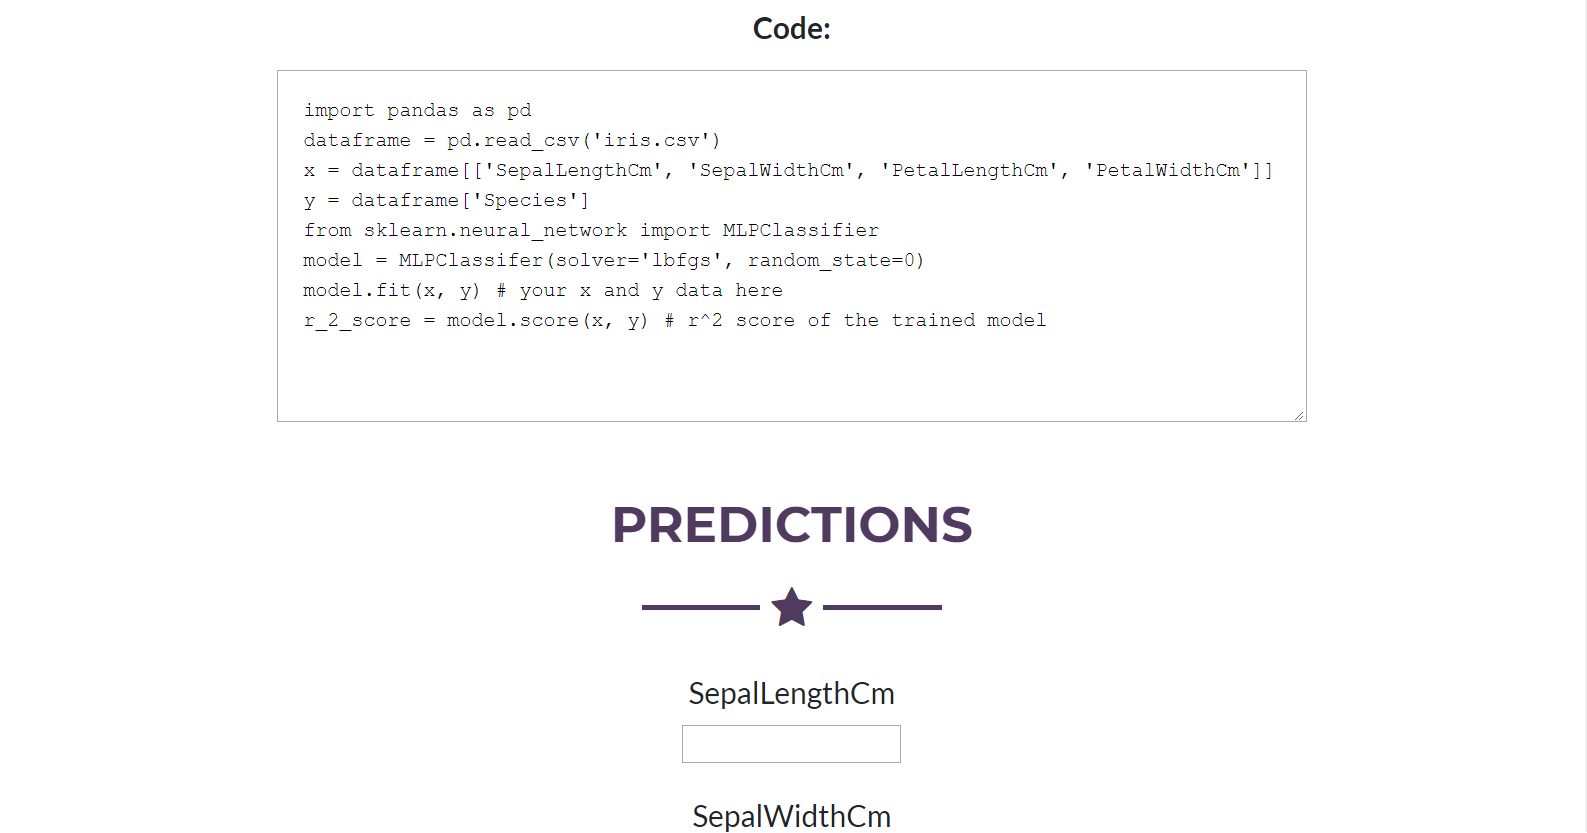 Code:
import pandas as pd
dataframe = pd.read_csv('iris.csv')
x = dataframe[['SepalLengthCm', 'SepalWidthCm', 'PetalLengthCm', 'PetalWidthCm']]
y = dataframe['Species']
from sklearn.neural_network import MLPClassifier
model = MLPClassifer(solver='lbfgs', random_state=0)
model.fit(x, y) # your x and y data here
r_2_score = model.score(x, y) # r^2 score of the trained model
PREDICTIONS
SepalLengthCm
SepalWidthCm